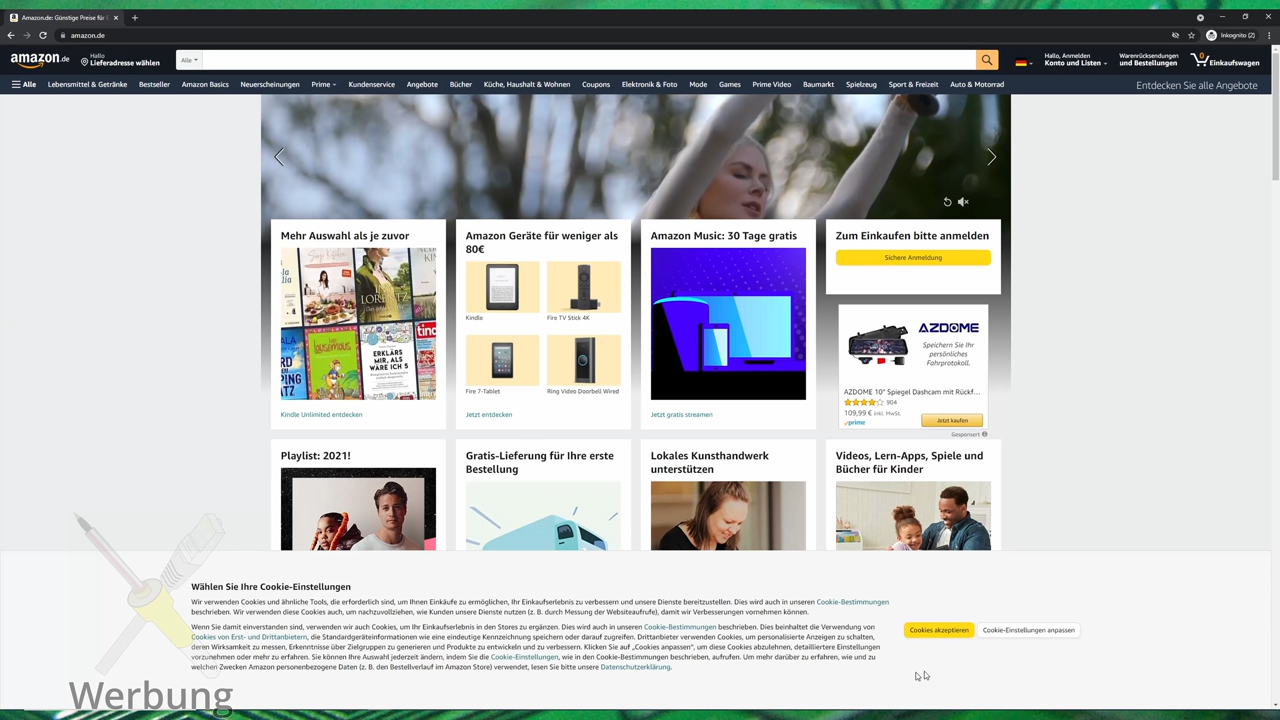 Amazon.de: Günstige Preise für
amazon.de
Inkognito (2)
amazon.de
Hallo
Lieferadresse wählen
Alle
Hallo, Anmelden
Konto und Listen
Warenrücksendungen
und Bestellungen
0
Einkaufswagen
Alle Lebensmittel & Getränke Bestseller Amazon Basics Neuerscheinungen Prime Kundenservice Angebote Bücher Küche, Haushalt & Wohnen Coupons Elektronik & Foto Mode Games Prime Video Baumarkt Spielzeug Sport & Freizeit Auto & Motorrad
Entdecken Sie alle Angebote
Mehr Auswahl als je zuvor
ERKLÄRS
MIR, ALS
WÄRE ICH 5
Kindle Unlimited entdecken
Amazon Geräte für weniger als
80€
Kindle
Fire TV Stick 4K
Fire 7-Tablet
Ring Video Doorbell Wired
Jetzt entdecken
Amazon Music: 30 Tage gratis
Jetzt gratis streamen
Zum Einkaufen bitte anmelden
Sichere Anmeldung
AZDOME
Speichern Sie Ihr
persönliches
Fahrprotokoll.
AZDOME 10" Spiegel Dashcam mit Rückf...
904
109,99 € inkl. MwSt.
prime
Jetzt kaufen
Gesponsert
Playlist: 2021!
Gratis-Lieferung für Ihre erste
Bestellung
Lokales Kunsthandwerk
unterstützen
Videos, Lern-Apps, Spiele und
Bücher für Kinder
Wählen Sie Ihre Cookie-Einstellungen
Wir verwenden Cookies und ähnliche Tools, die erforderlich sind, um Ihnen Einkäufe zu ermöglichen, Ihr Einkaufserlebnis zu verbessern und unsere Dienste bereitzustellen. Dies wird auch in unseren Cookie-Bestimmungen
beschrieben. Wir verwenden diese Cookies auch, um nachzuvollziehen, wie Kunden unsere Dienste nutzen (z. B. durch Messung der Websiteaufrufe), damit wir Verbesserungen vornehmen können.
Wenn Sie damit einverstanden sind, verwenden wir auch Cookies, um Ihr Einkaufserlebnis in den Stores zu ergänzen. Dies wird auch in unseren Cookie-Bestimmungen beschrieben. Dies beinhaltet die Verwendung von
Cookies von Erst- und Drittanbietern, die Standardgeräteinformationen wie eine eindeutige Kennzeichnung speichern oder darauf zugreifen. Drittanbieter verwenden Cookies, um personalisierte Anzeigen zu schalten,
deren Wirksamkeit zu messen, Erkenntnisse über Zielgruppen zu generieren und Produkte zu entwickeln und zu verbessern. Klicken Sie auf „Cookies anpassen", um diese Cookies abzulehnen, detailliertere Einstellungen
vorzunehmen oder mehr zu erfahren. Sie können Ihre Auswahl jederzeit ändern, indem Sie die Cookie-Einstellungen, wie in den Cookie-Bestimmungen beschrieben, aufrufen. Um mehr darüber zu erfahren, wie und zu
welchen Zwecken Amazon personenbezogene Daten (z. B. den Bestellverlauf im Amazon Store) verwendet, lesen Sie bitte unsere Datenschutzerklärung.
Cookies akzeptieren
Cookie-Einstellungen anpassen
Werbung